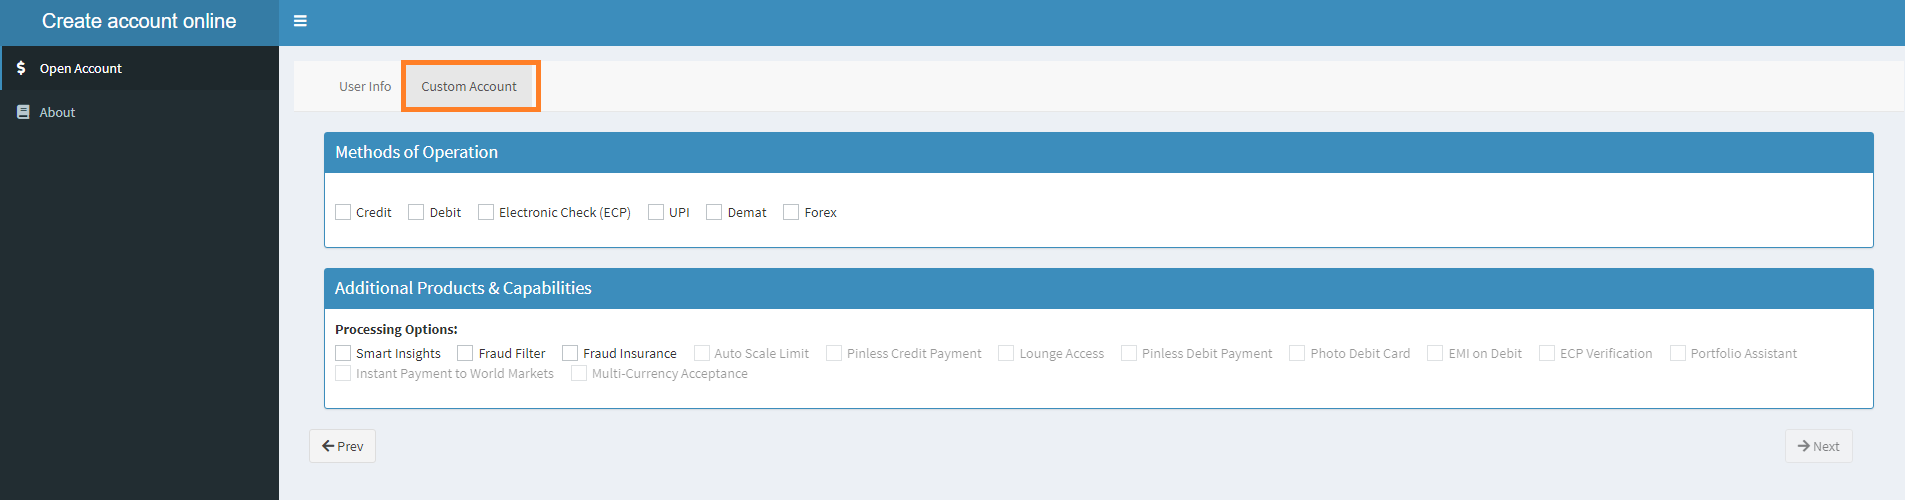 Create account online
Open Account
About
User Info Custom Account
Methods of Operation
Credit Debit Electronic Check (ECP) UPI Demat Forex
Additional Products & Capabilities
Processing Options:
Smart Insights Fraud Filter Fraud Insurance Auto Scale Limit Pinless Credit Payment Lounge Access Pinless Debit Payment Photo Debit Card EMI on Debit ECP Verification Portfolio Assistant
Instant Payment to World Markets Multi-Currency Acceptance
Prev Next